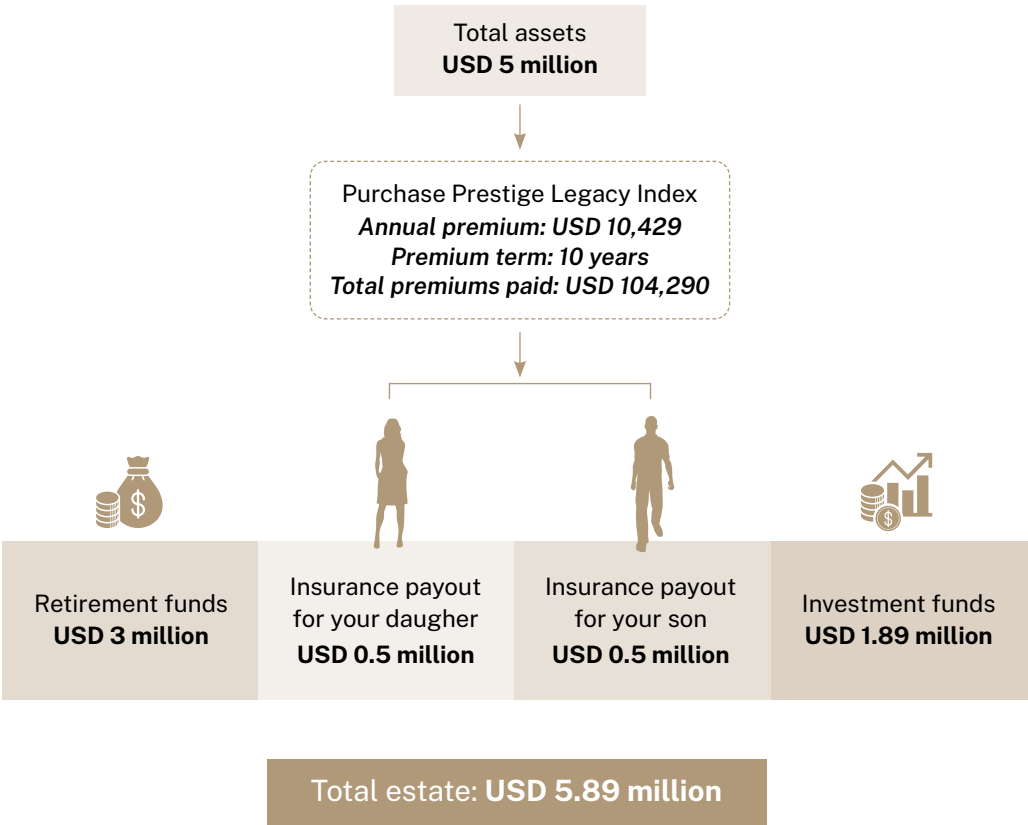 Total assets
USD 5 million
Purchase Prestige Legacy Index
Annual premium: USD 10,429
Premium term: 10 years
Total premiums paid: USD 104,290
$
$
Retirement funds
USD 3 million
Insurance payout
for your daugher
USD 0.5 million
Insurance payout
for your son
USD 0.5 million
Investment funds
USD 1.89 million
Total estate: USD 5.89 million